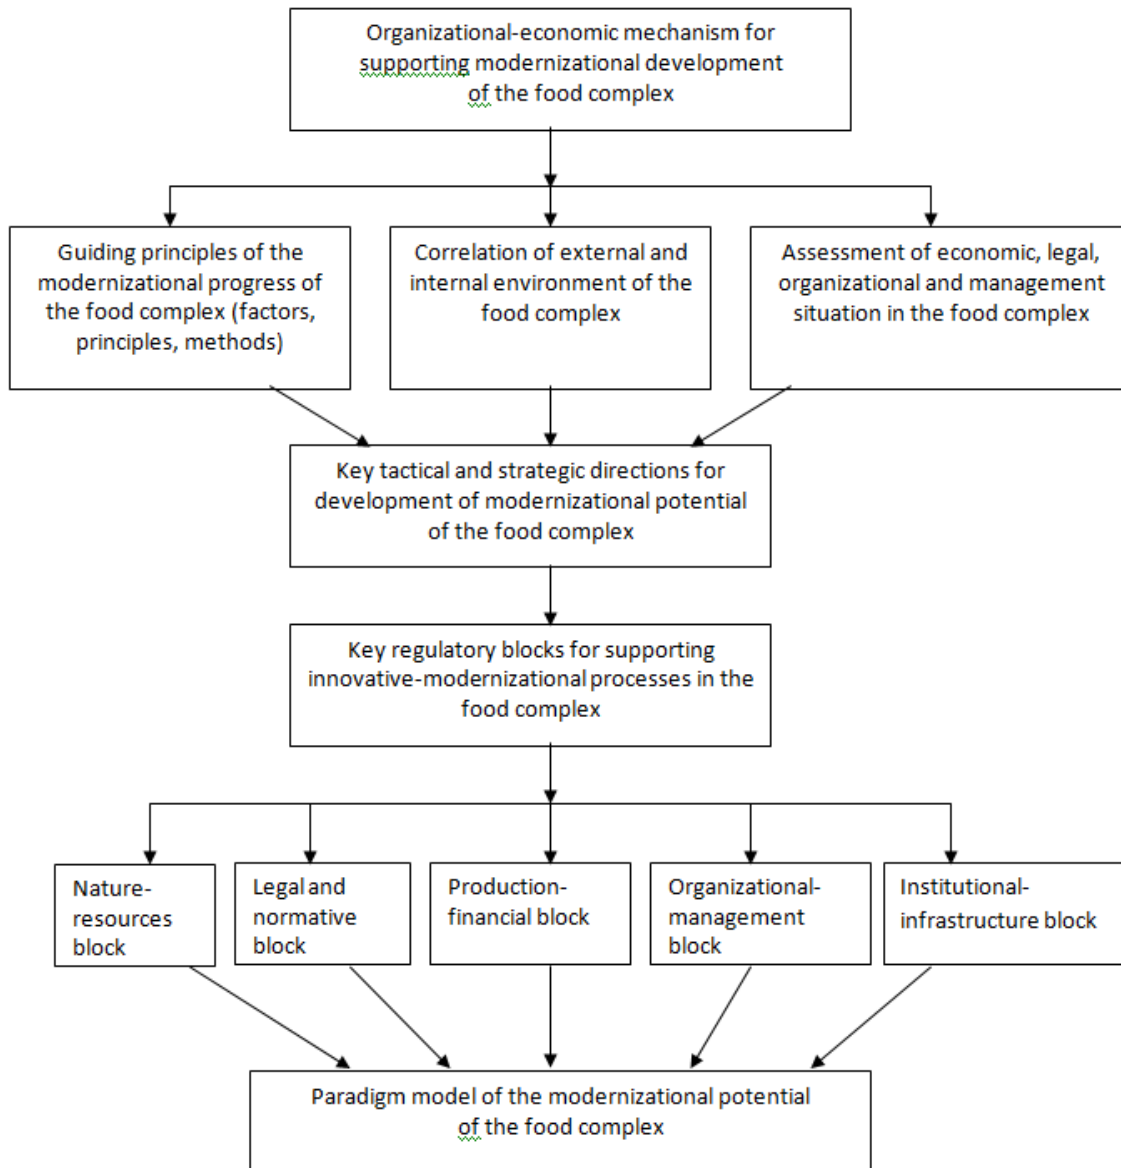 Organizational-economic mechanism for
supporting modernizational development
of the food complex
Guiding principles of the
modernizational progress of
the food complex (factors,
principles, methods)
Correlation of external and
internal environment of the
food complex
Assessment of economic, legal,
organizational and management
situation in the food complex
Key tactical and strategic directions for
development of modernizational potential
of the food complex
Key regulatory blocks for supporting
innovative-modernizational processes in the
food complex
Nature-
resources
block
Legal and
normative
block
Production-
financial block
Organizational-
management
block
Institutional-
infrastructure block
Paradigm model of the modernizational potential
of the food complex